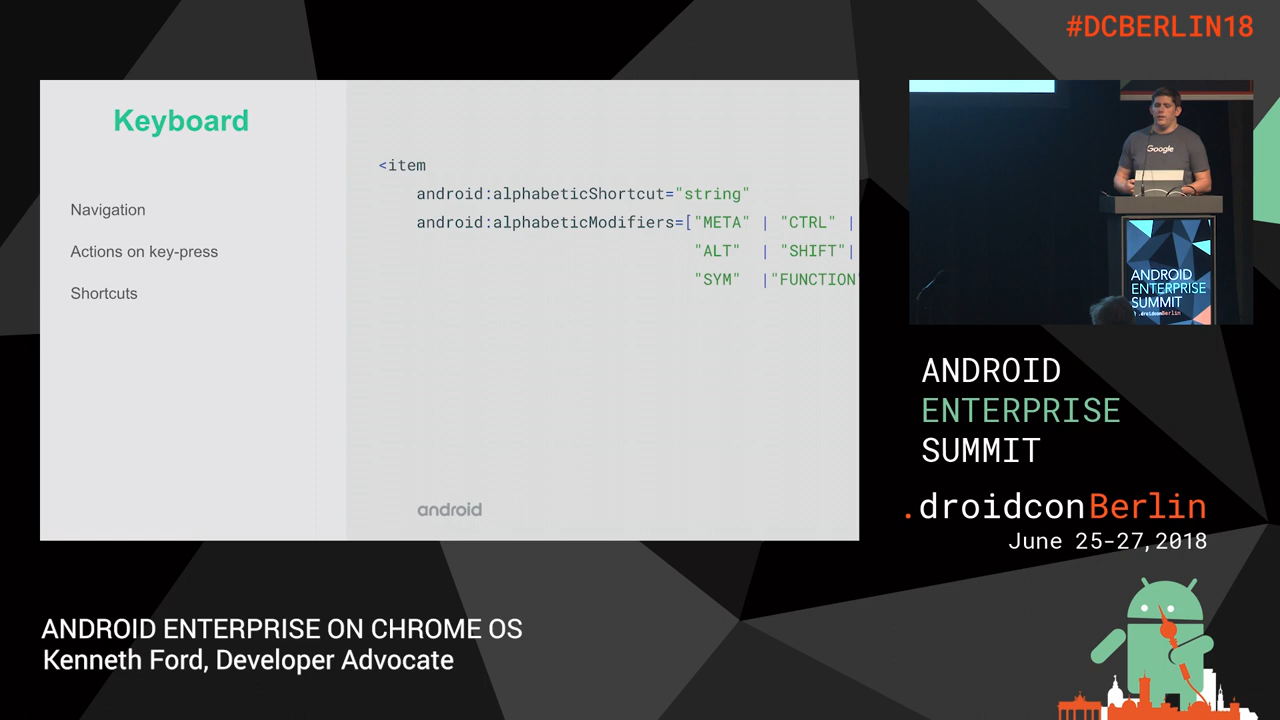 #DCBERLIN18
Keyboard
Navigation
Actions on key-press
Shortcuts
<item
android:alphabeticShortcut="string"
android:alphabeticModifiers=["META" | "CTRL" |
"ALT" | "SHIFT"|
"SYM" |"FUNCTION"
android
Google
ANDROID
ENTERPRISE
SUMMIT
.droidconBerlin
ANDROID
ENTERPRISE
SUMMIT
.droidconBerlin
June 25-27,2018
ANDROID ENTERPRISE ON CHROME OS
Kenneth Ford, Developer Advocate